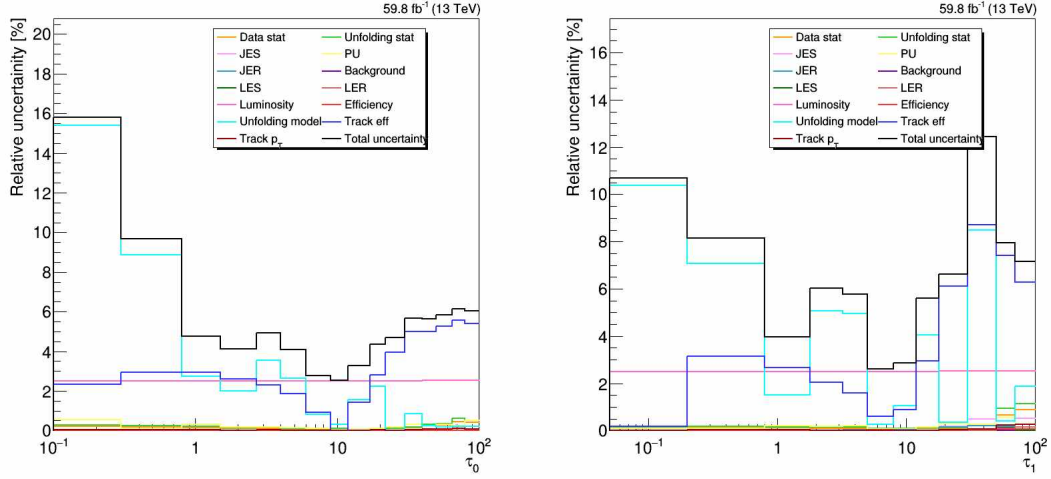 59.8 fb⁻¹ (13 TeV)
Relative uncertainity [%]
20
18
16
14
12
10
8
6
4
2
0
Data stat Unfolding stat
JES PU
JER Background
LES LER
Luminosity Efficiency
Unfolding model Track eff
Track p_T Total uncertainty
10⁻¹ 1 10 10²
τ₀
59.8 fb⁻¹ (13 TeV)
Relative uncertainity [%]
16
14
12
10
8
6
4
2
0
Data stat Unfolding stat
JES PU
JER Background
LES LER
Luminosity Efficiency
Unfolding model Track eff
Track p_T Total uncertainty
10⁻¹ 1 10 10²
τ₁